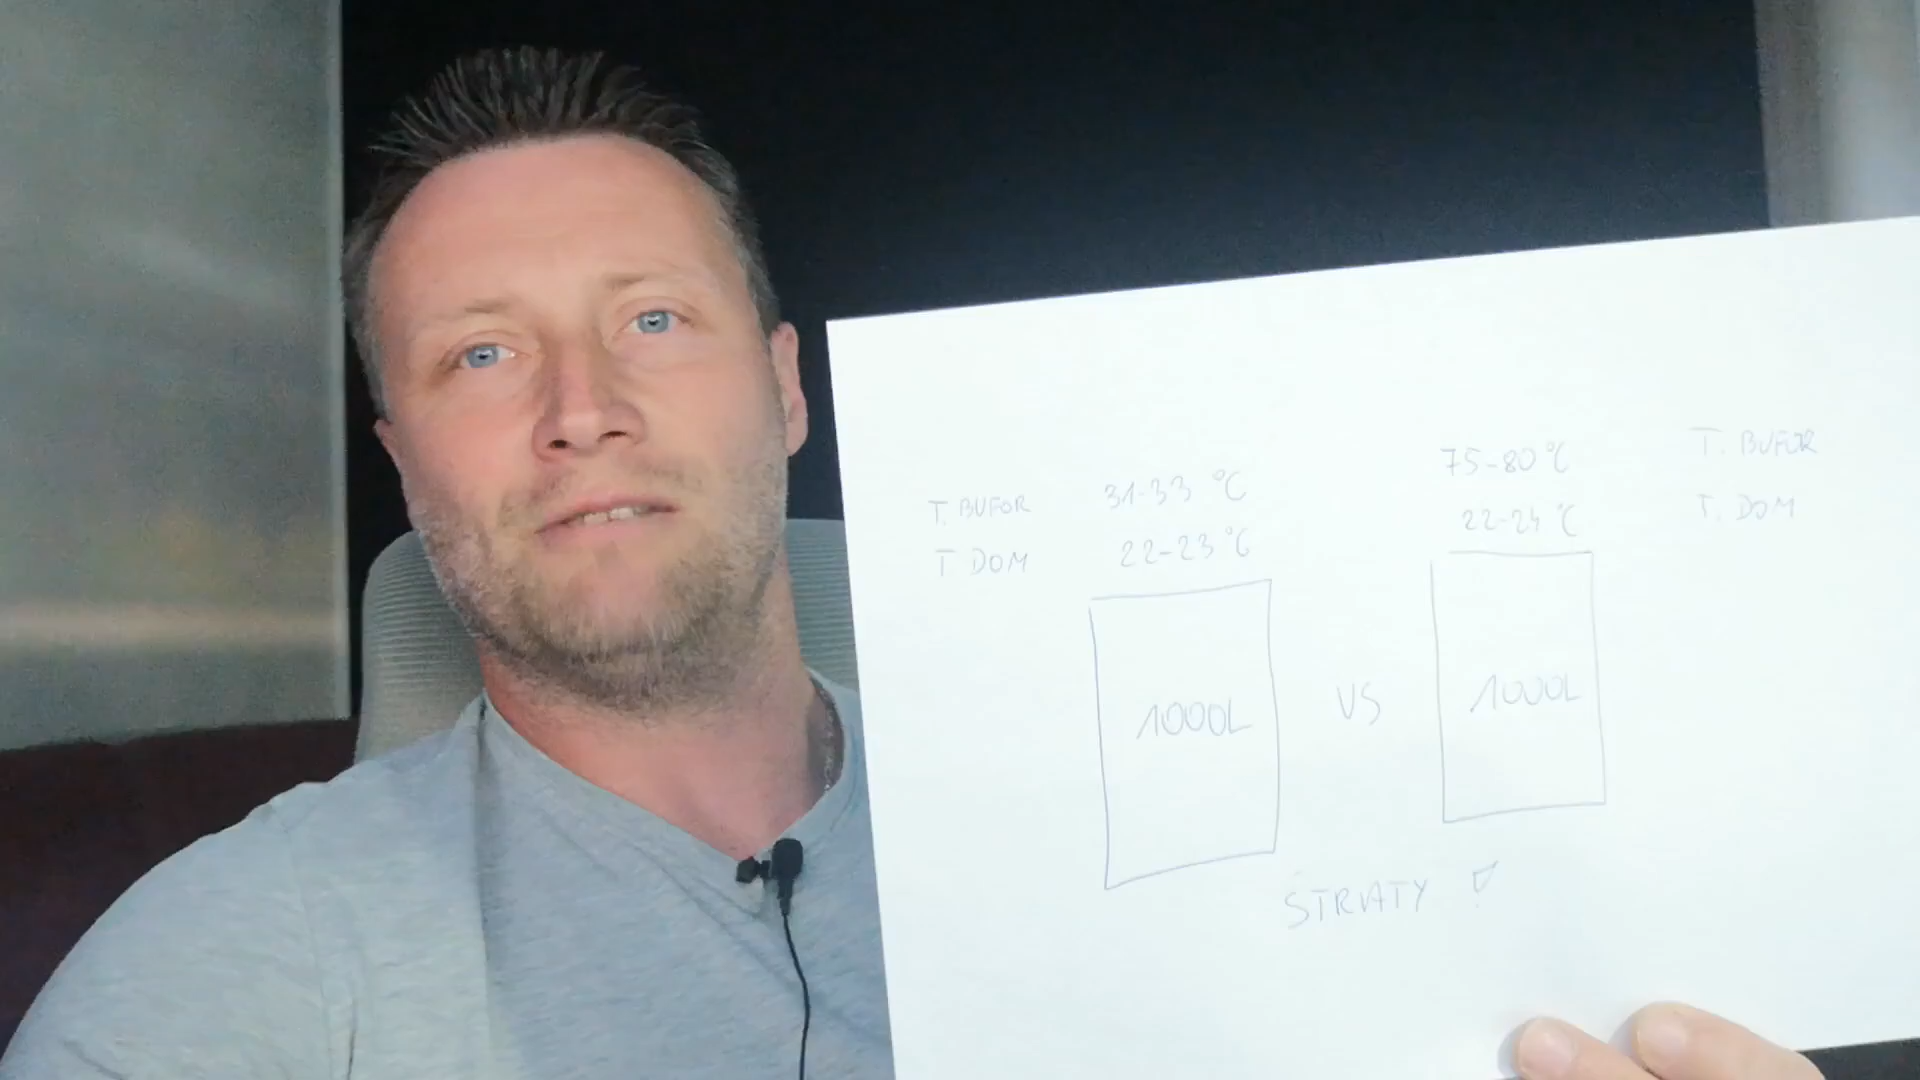 T. BUFOR 31-33 °C
T DOM 22-23 °C
1000L
VS
75-80 °C T. BUFOR
22-24 °C T. DOM
1000L
STRATY !